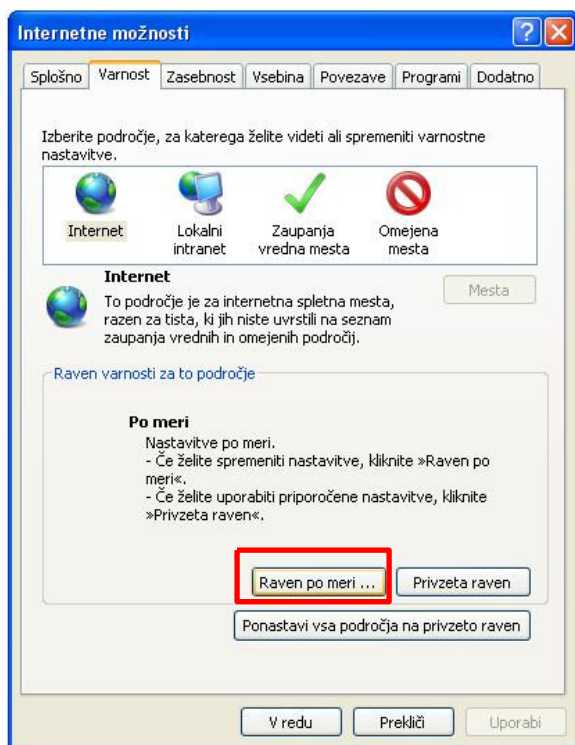 Internetne možnosti
Splošno Varnost Zasebnost Vsebina Povezave Programi Dodatno
Izberite področje, za katerega želite videti ali spremeniti varnostne
nastavitve.
Internet
Lokalni
intranet
Zaupanja
vredna mesta
Omejena
mesta
Internet
To področje je za internetna spletna mesta,
razen za tista, ki jih niste uvrstili na seznam
zaupanja vrednih in omejenih področij.
Mesta
Raven varnosti za to področje
Po meri
Nastavitve po meri.
- Če želite spremeniti nastavitve, kliknite »Raven po
meri«.
- Če želite uporabiti priporočene nastavitve, kliknite
»Privzeta raven«.
Raven po meri ... Privzeta raven
Ponastavi vsa področja na privzeto raven
V redu Prekliči Uporabi